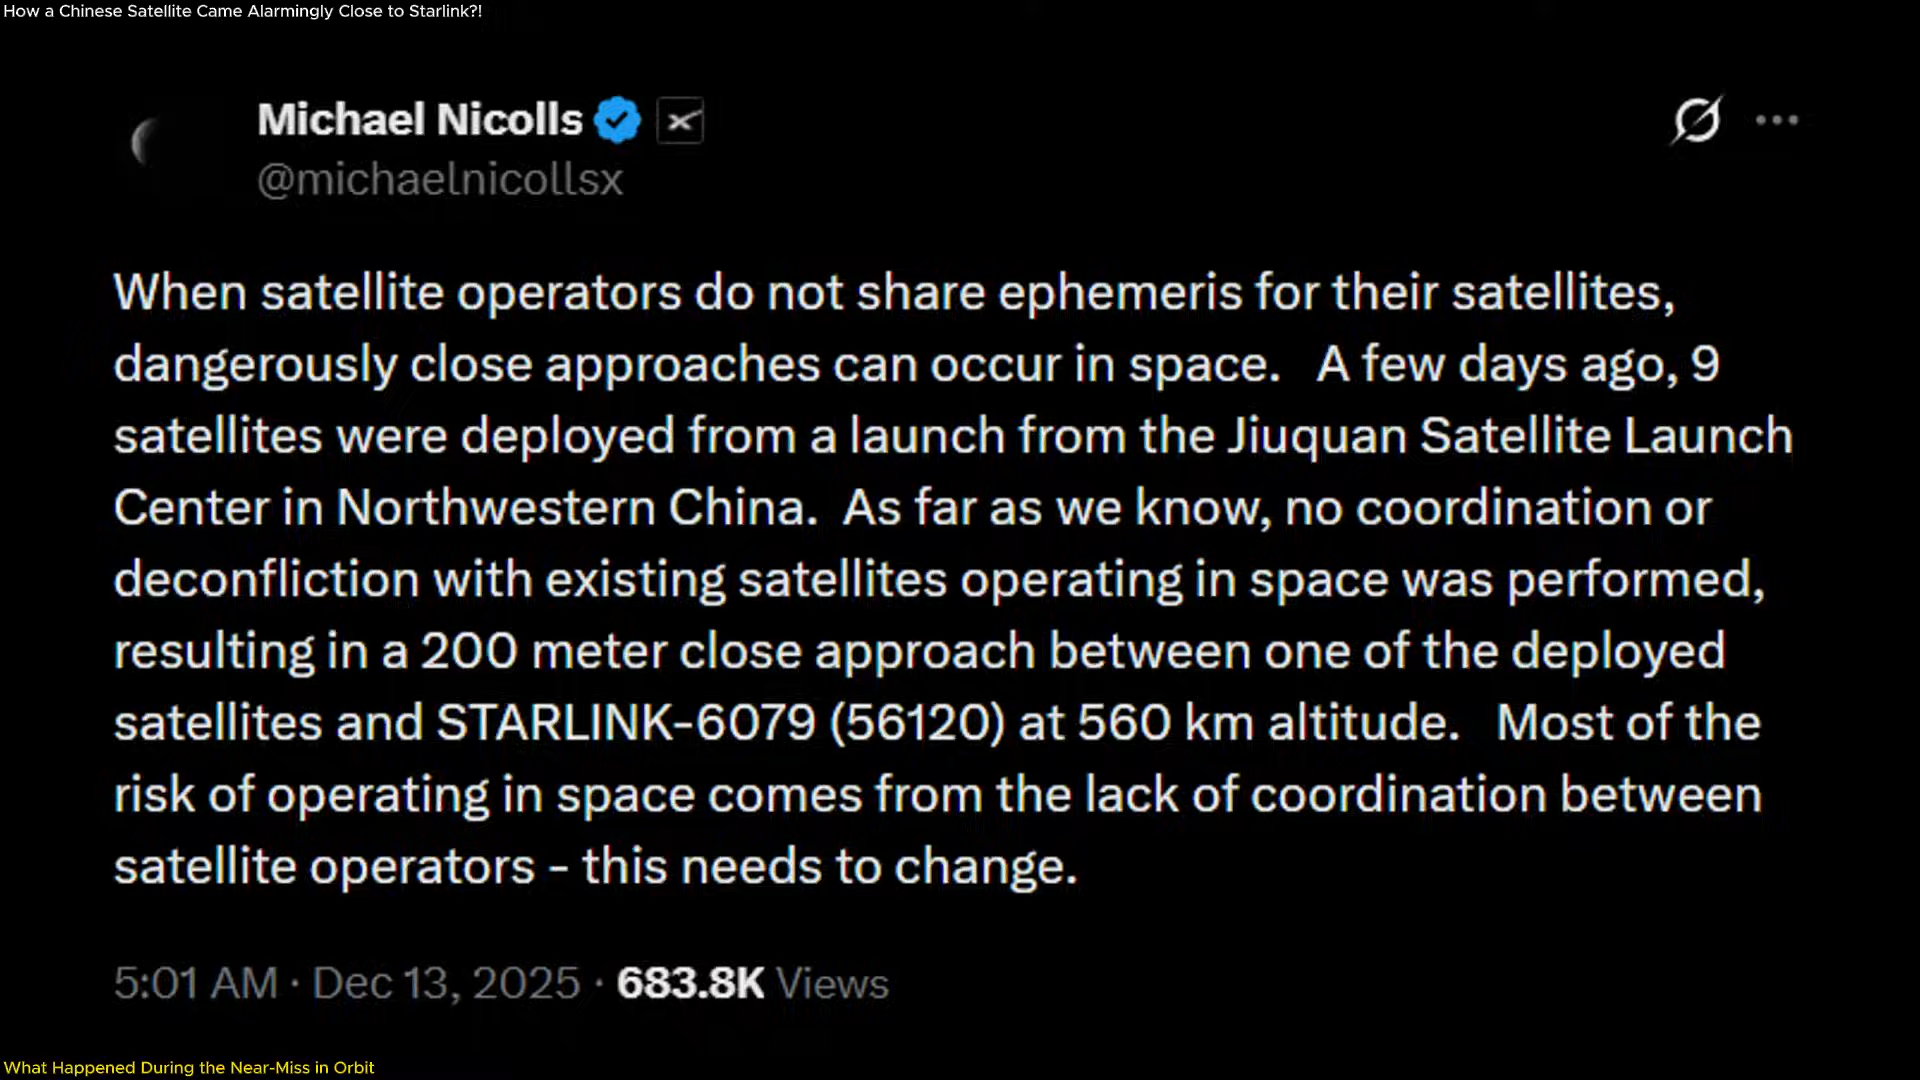 How a Chinese Satellite Came Alarmingly Close to Starlink?!
Michael Nicolls
@michaelnicollsx
When satellite operators do not share ephemeris for their satellites,
dangerously close approaches can occur in space.   A few days ago, 9
satellites were deployed from a launch from the Jiuquan Satellite Launch
Center in Northwestern China.  As far as we know, no coordination or
deconfliction with existing satellites operating in space was performed,
resulting in a 200 meter close approach between one of the deployed
satellites and STARLINK-6079 (56120) at 560 km altitude.   Most of the
risk of operating in space comes from the lack of coordination between
satellite operators - this needs to change.
5:01 AM · Dec 13, 2025 · 683.8K Views
What Happened During the Near-Miss in Orbit